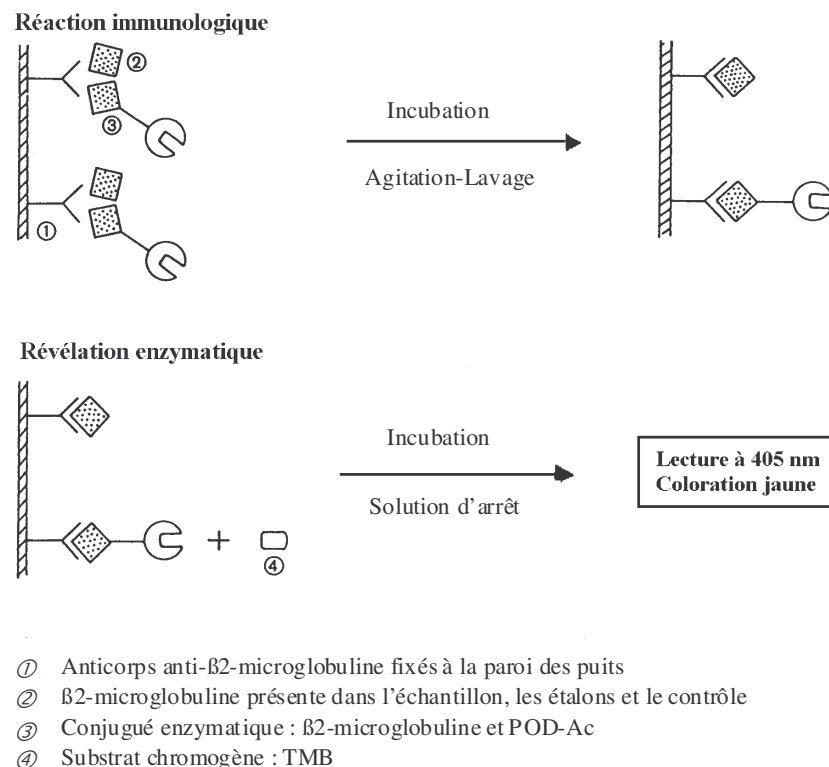 Réaction immunologique
②
③
①
Incubation
Agitation-Lavage
Révélation enzymatique
+
④
Incubation
Solution d’arrêt
Lecture à 405 nm
Coloration jaune
① Anticorps anti-ß2-microglobuline fixés à la paroi des puits
② ß2-microglobuline présente dans l’échantillon, les étalons et le contrôle
③ Conjugué enzymatique : ß2-microglobuline et POD-Ac
④ Substrat chromogène : TMB